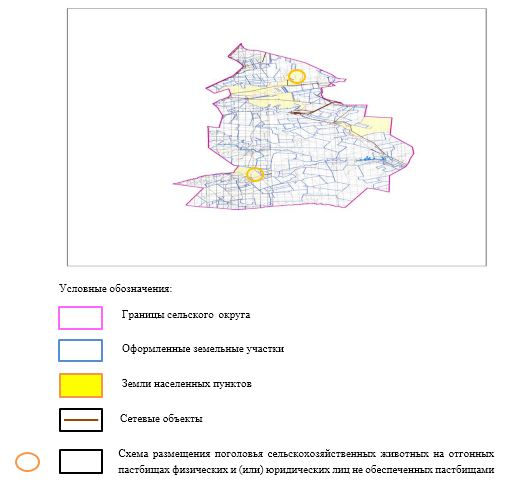 Условные обозначения:
Границы сельского округа
Оформленные земельные участки
Земли населенных пунктов
Сетевые объекты
Схема размещения поголовья сельскохозяйственных животных на отгонных
пастбищах физических и (или) юридических лиц не обеспеченных пастбищами